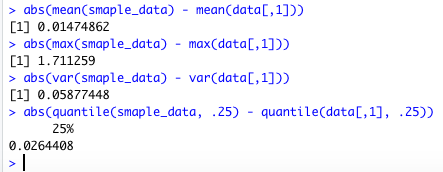 > abs(mean(smaple_data) - mean(data[,1]))
[1] 0.01474862
> abs(max(smaple_data) - max(data[,1]))
[1] 1.711259
> abs(var(smaple_data) - var(data[,1]))
[1] 0.05877448
> abs(quantile(smaple_data, .25) - quantile(data[,1], .25))
25%
0.0264408
>